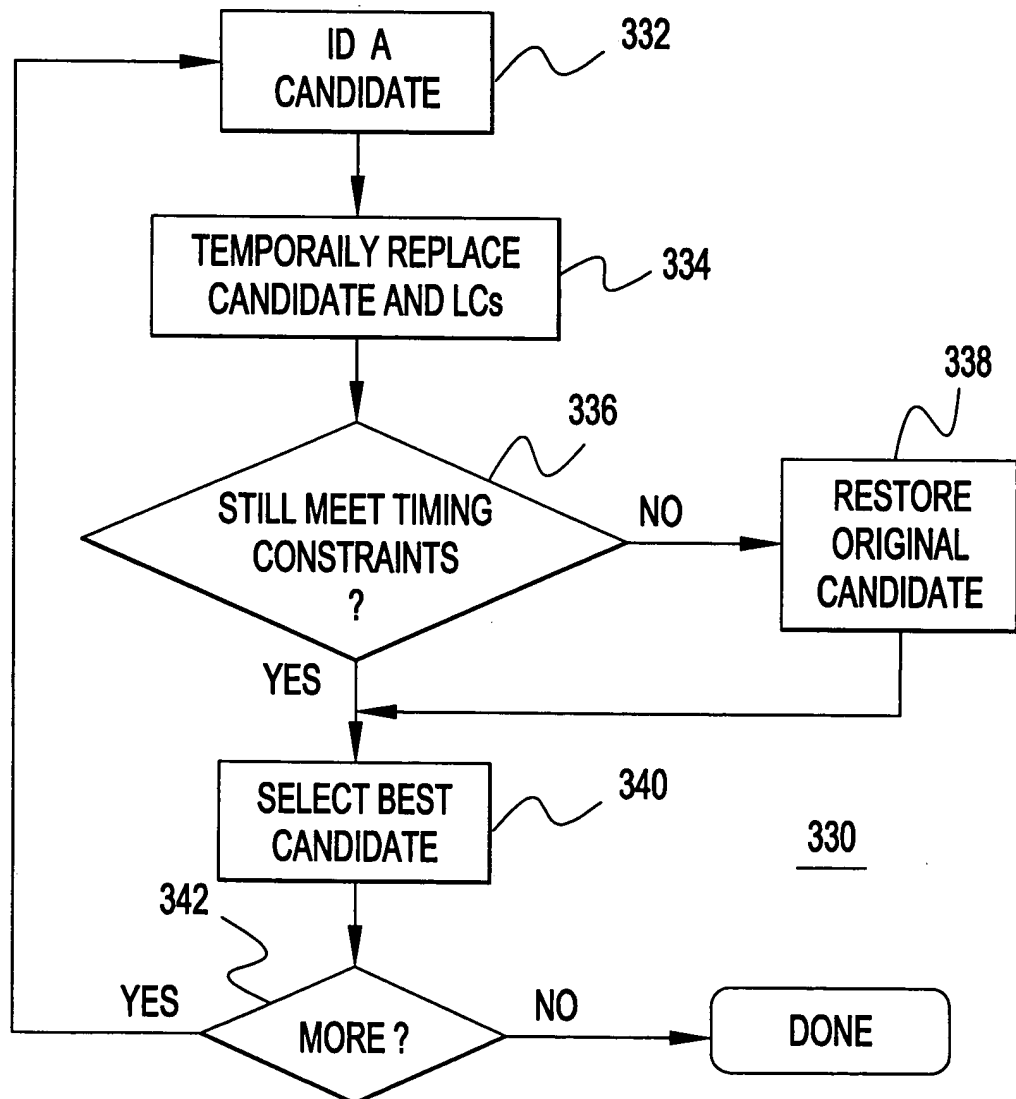 ID A
CANDIDATE
332
TEMPORAILY REPLACE
CANDIDATE AND LCs
334
336
STILL MEET TIMING
CONSTRAINTS
?
NO
338
RESTORE
ORIGINAL
CANDIDATE
YES
SELECT BEST
CANDIDATE
340
330
342
YES
MORE ?
NO
DONE